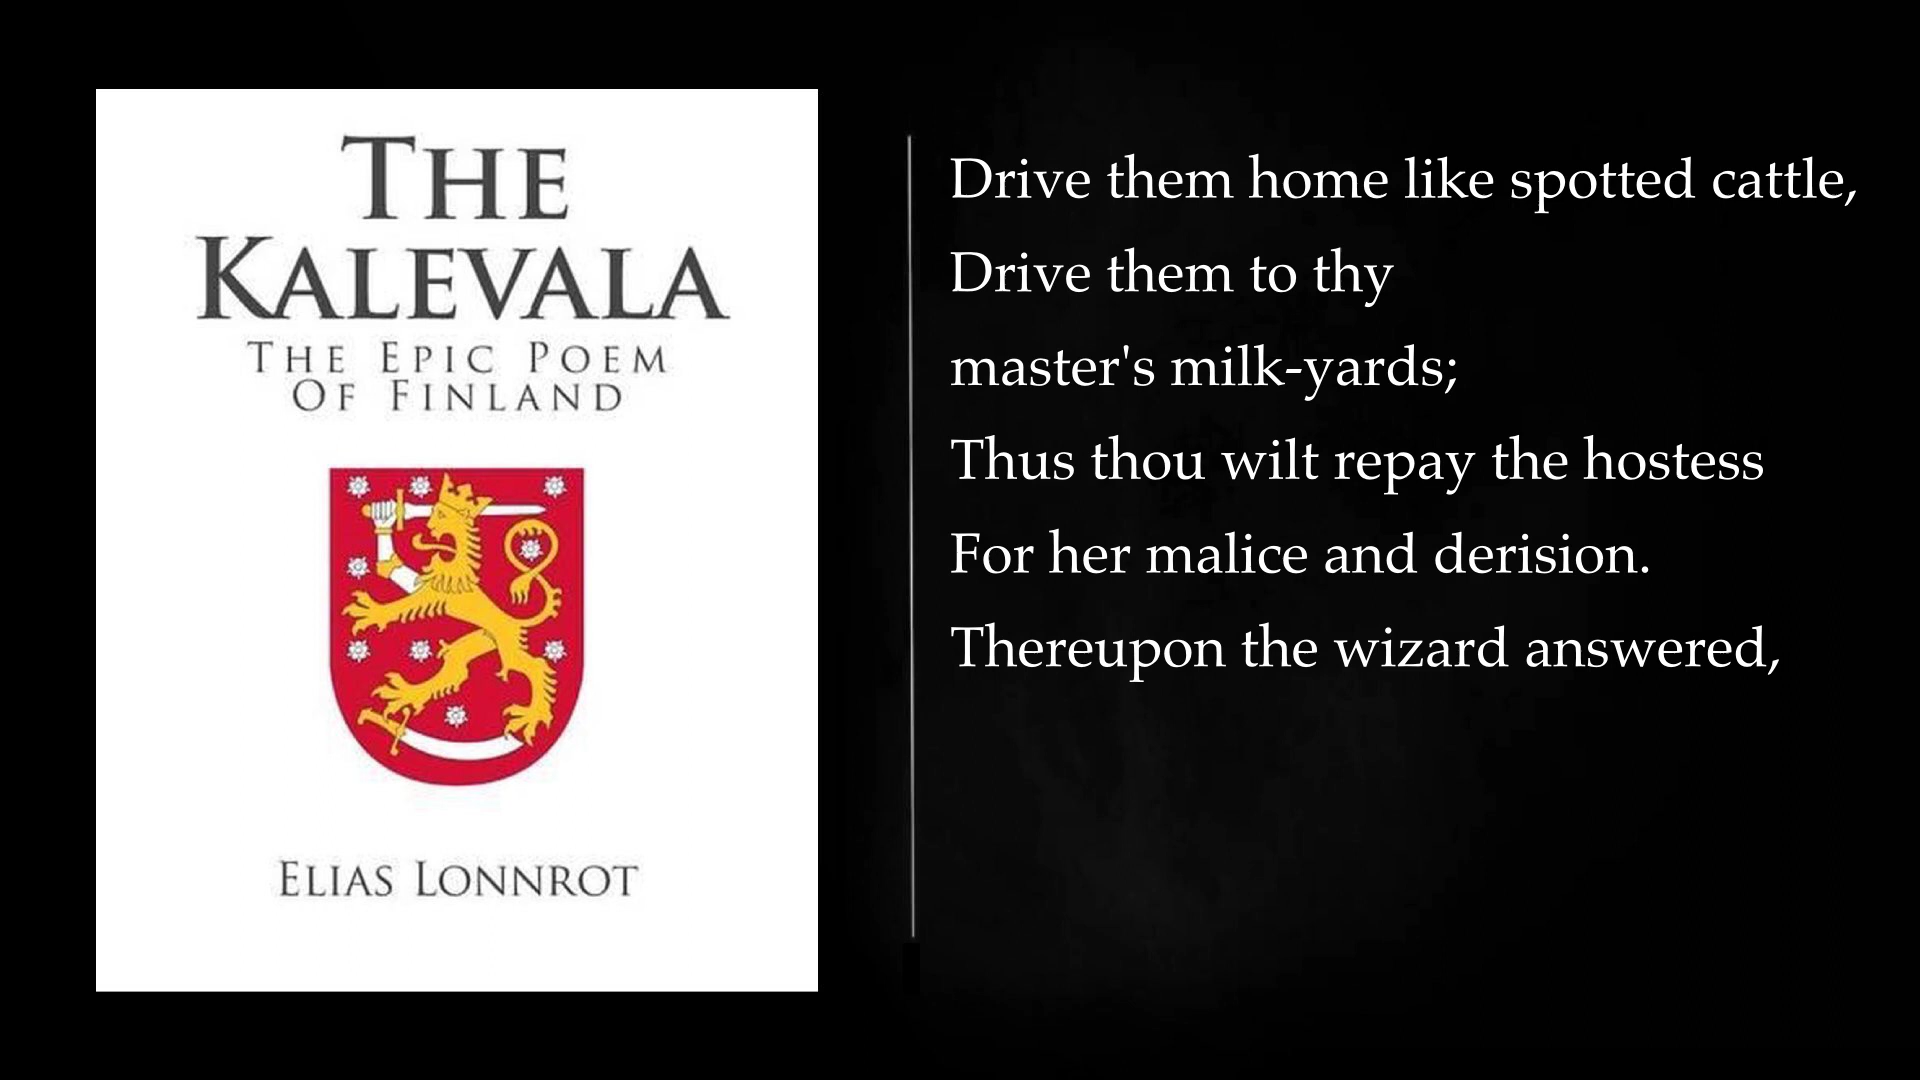 THE
KALEVALA
THE EPIC POEM
OF FINLAND
ELIAS LONNROT
Drive them home like spotted cattle,
Drive them to thy
master's milk-yards;
Thus thou wilt repay the hostess
For her malice and derision.
Thereupon the wizard answered,